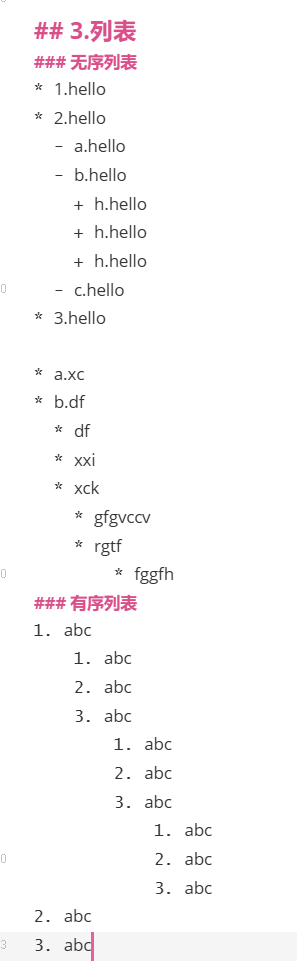 ## 3.列表
### 无序列表
* 1.hello
* 2.hello
  - a.hello
  - b.hello
    + h.hello
    + h.hello
    + h.hello
  - c.hello
* 3.hello

* a.xc
* b.df
  * df
  * xxi
  * xck
    * gfgvccv
    * rgtf
        * fggfh
### 有序列表
1. abc
    1. abc
    2. abc
    3. abc
        1. abc
        2. abc
        3. abc
            1. abc
            2. abc
            3. abc
2. abc
3. abc